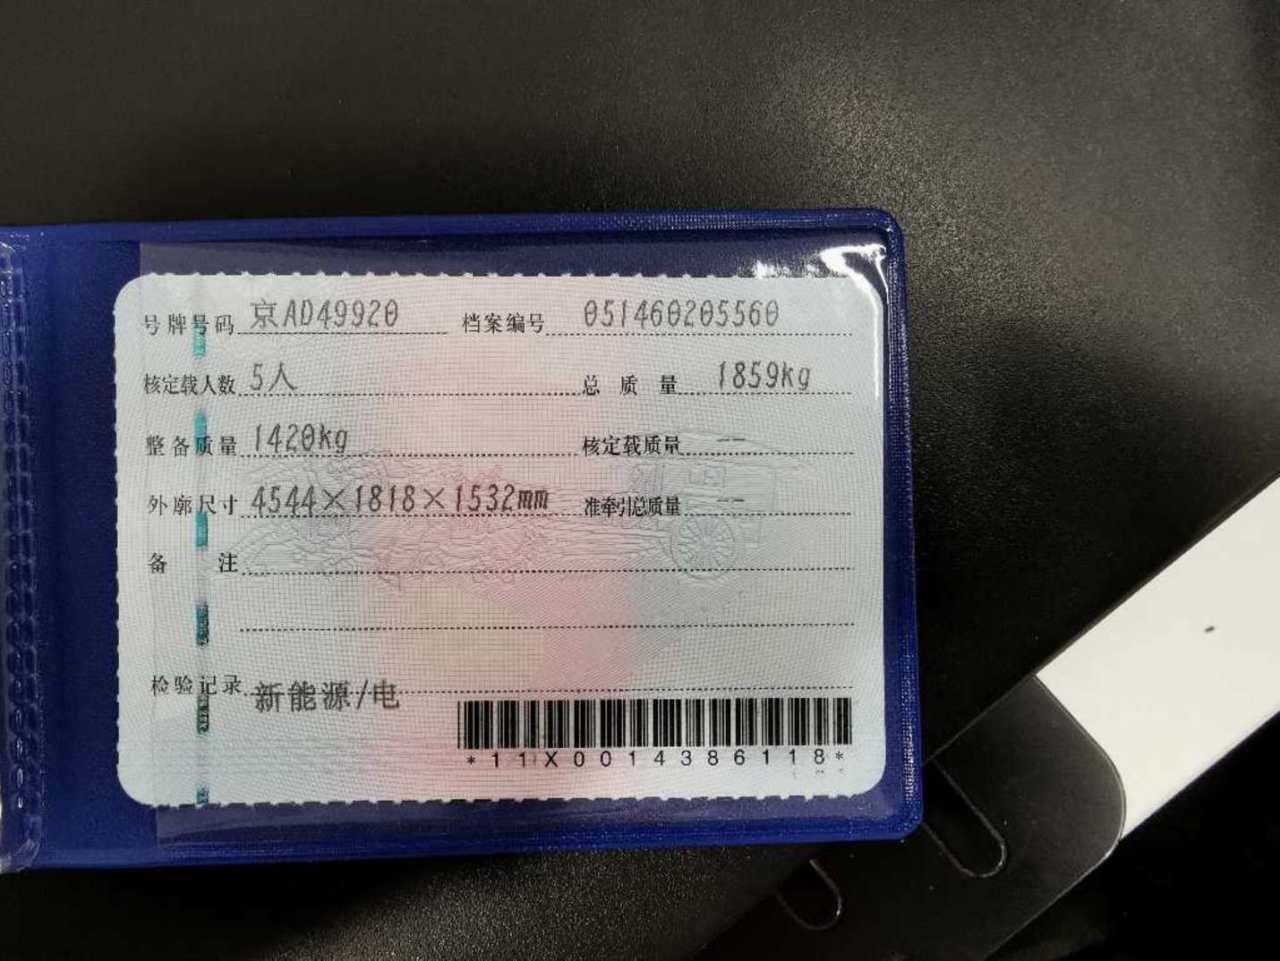 号牌号码 京AD49920 档案编号 051460205560
核定载人数 5人 总质量 1859kg
整备质量 1420kg 核定载质量 --
外廓尺寸 4544×1818×1532mm 准牵引总质量 --
备注
检验记录 新能源/电
*11X0014386118*